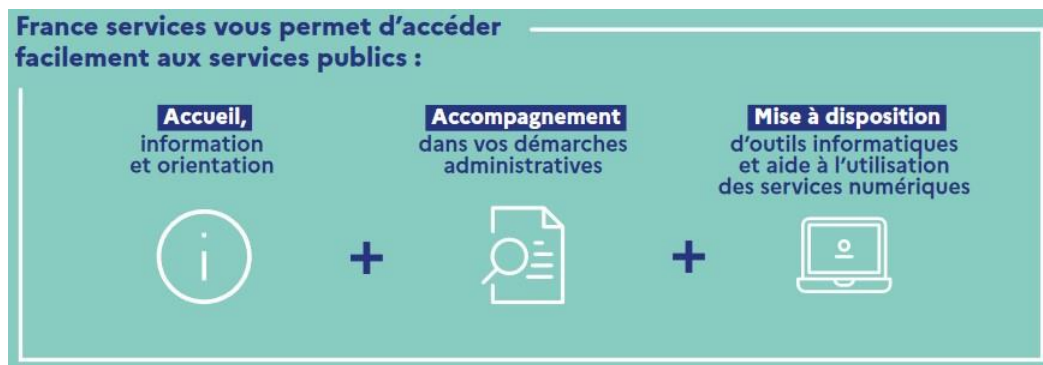 France services vous permet d'accéder
facilement aux services publics :
Accueil,
information
et orientation
Accompagnement
dans vos démarches
administratives
Mise à disposition
d'outils informatiques
et aide à l'utilisation
des services numériques
i
+
+